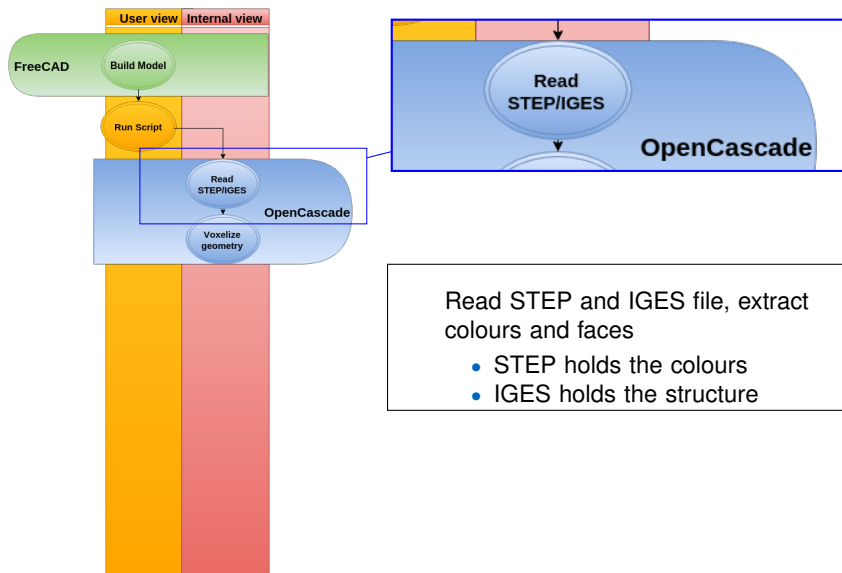 User view
Internal view
FreeCAD
Build Model
Run Script
Read
STEP/IGES
OpenCascade
Voxelize
geometry
Read
STEP/IGES
OpenCascade
Read STEP and IGES file, extract
colours and faces
• STEP holds the colours
• IGES holds the structure